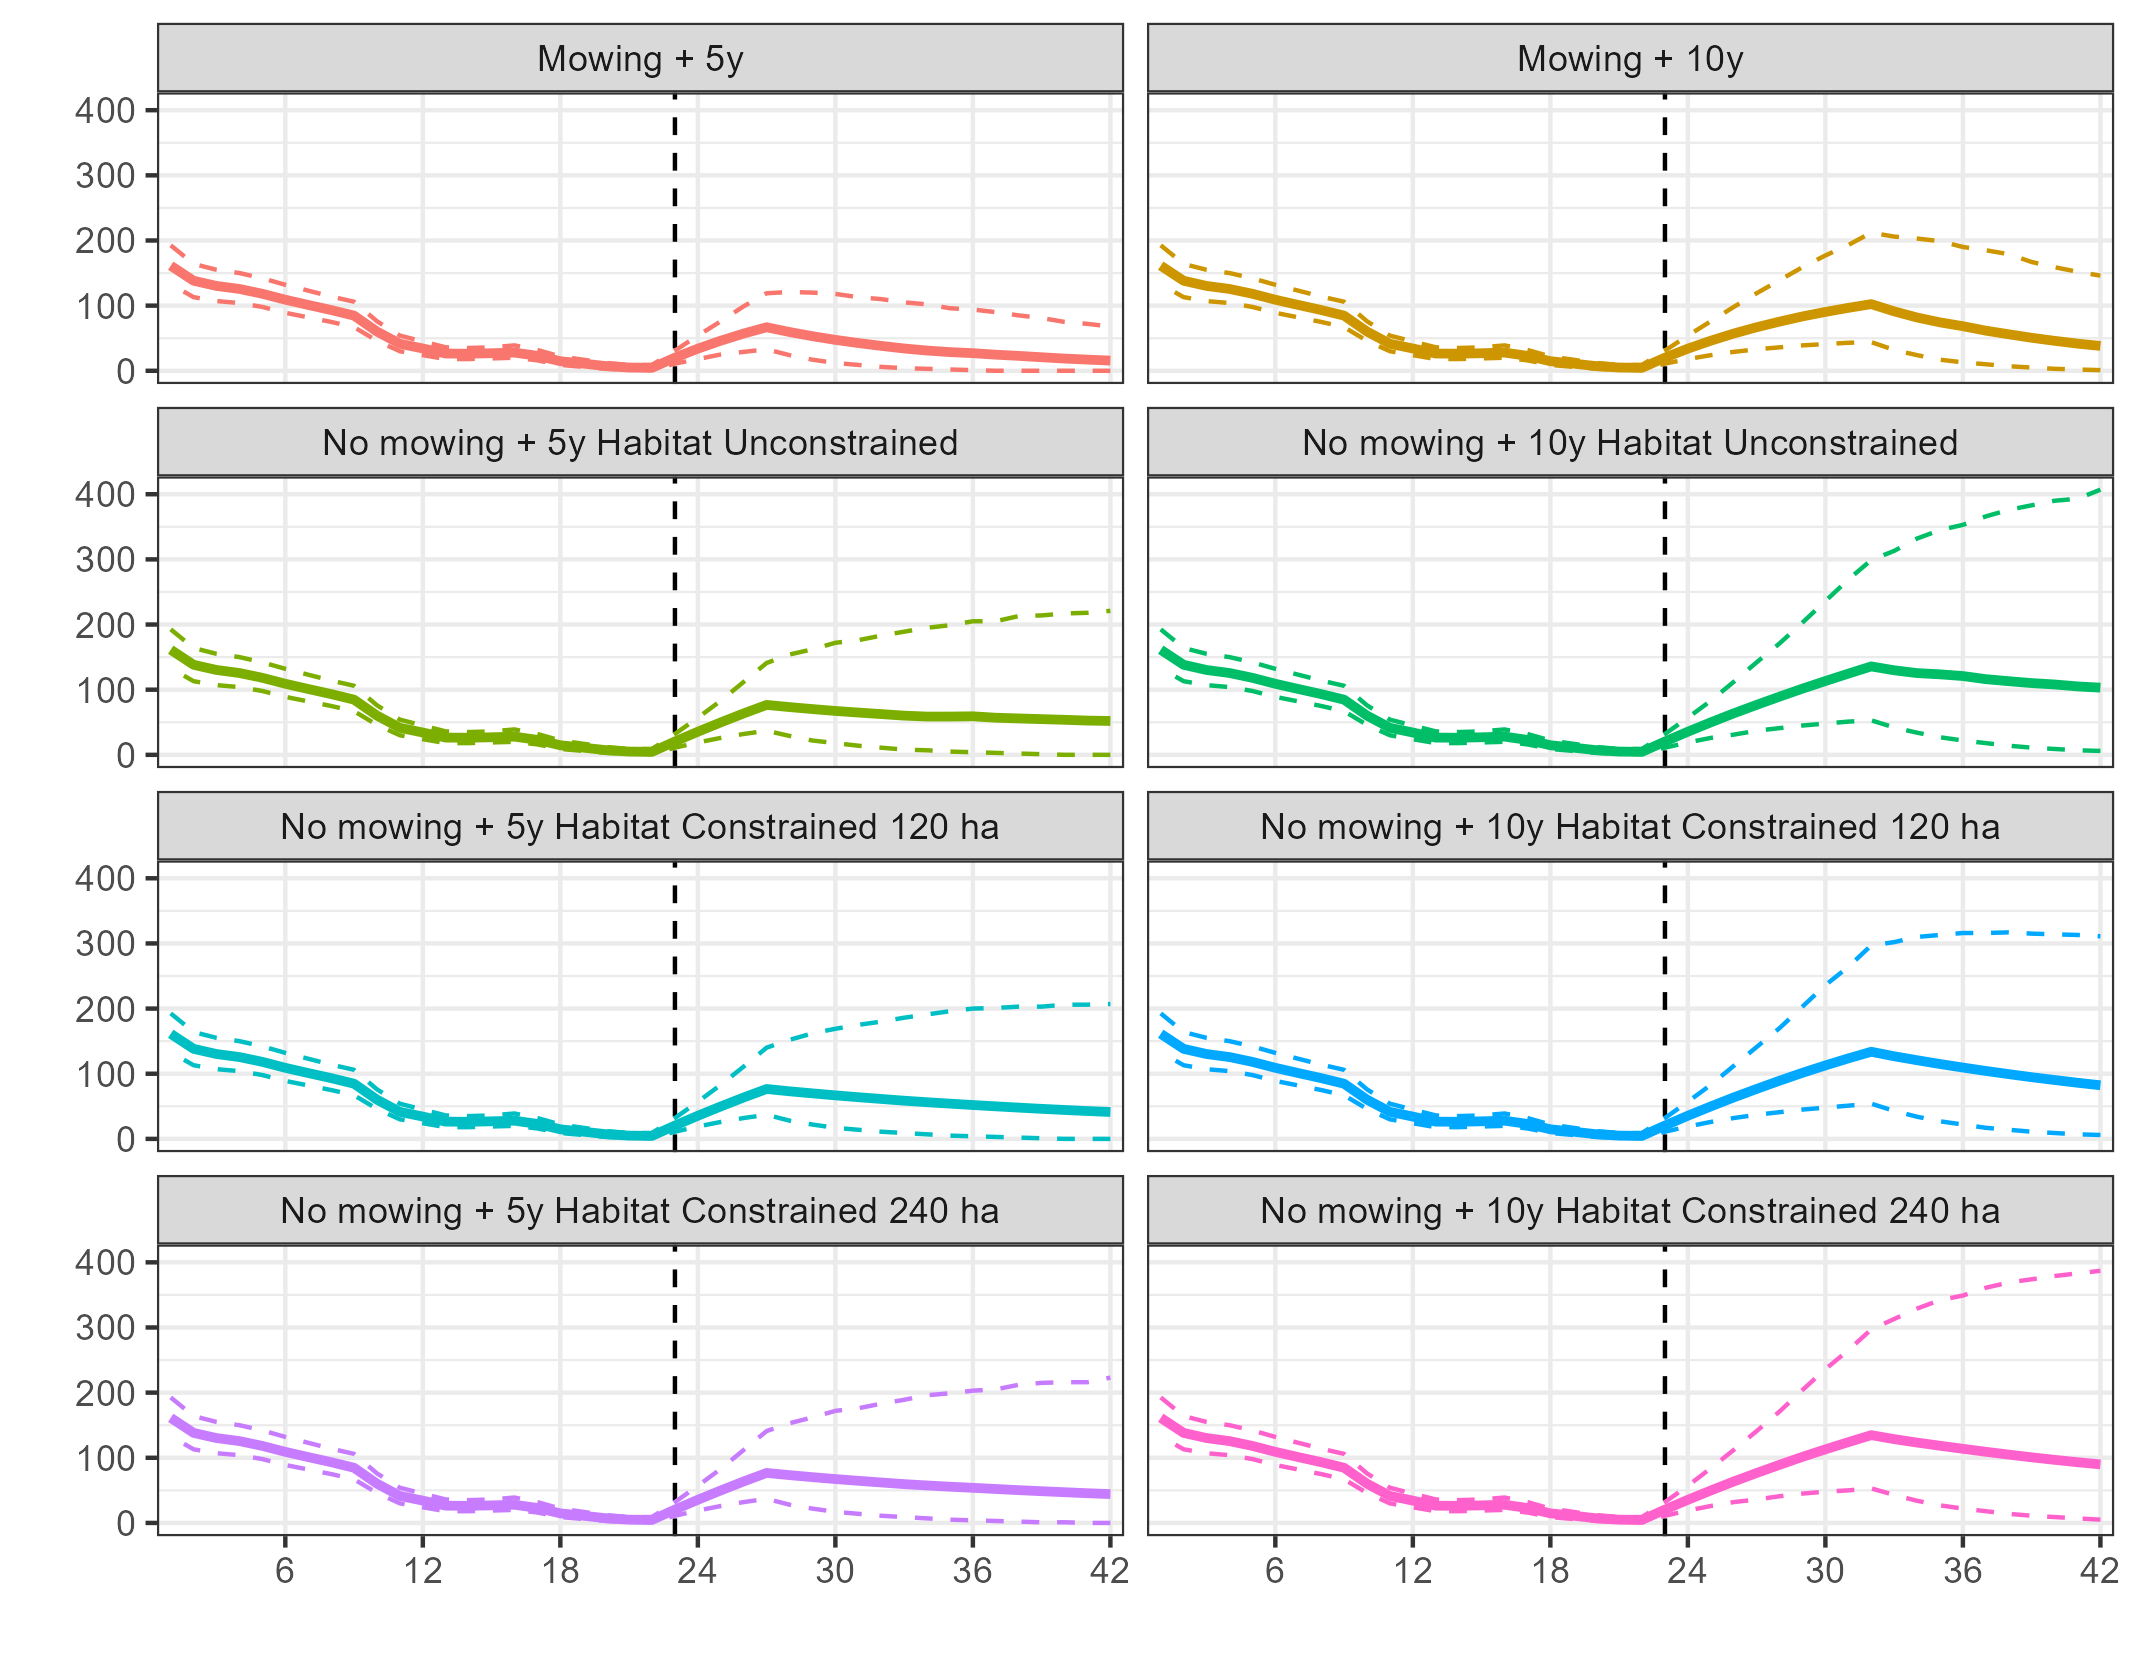 Mowing + 5y
Mowing + 10y
400
300
200
100
0
No mowing + 5y Habitat Unconstrained
No mowing + 10y Habitat Unconstrained
400
300
200
100
0
No mowing + 5y Habitat Constrained 120 ha
No mowing + 10y Habitat Constrained 120 ha
400
300
200
100
0
No mowing + 5y Habitat Constrained 240 ha
No mowing + 10y Habitat Constrained 240 ha
400
300
200
100
0
6 12 18 24 30 36 42
6 12 18 24 30 36 42